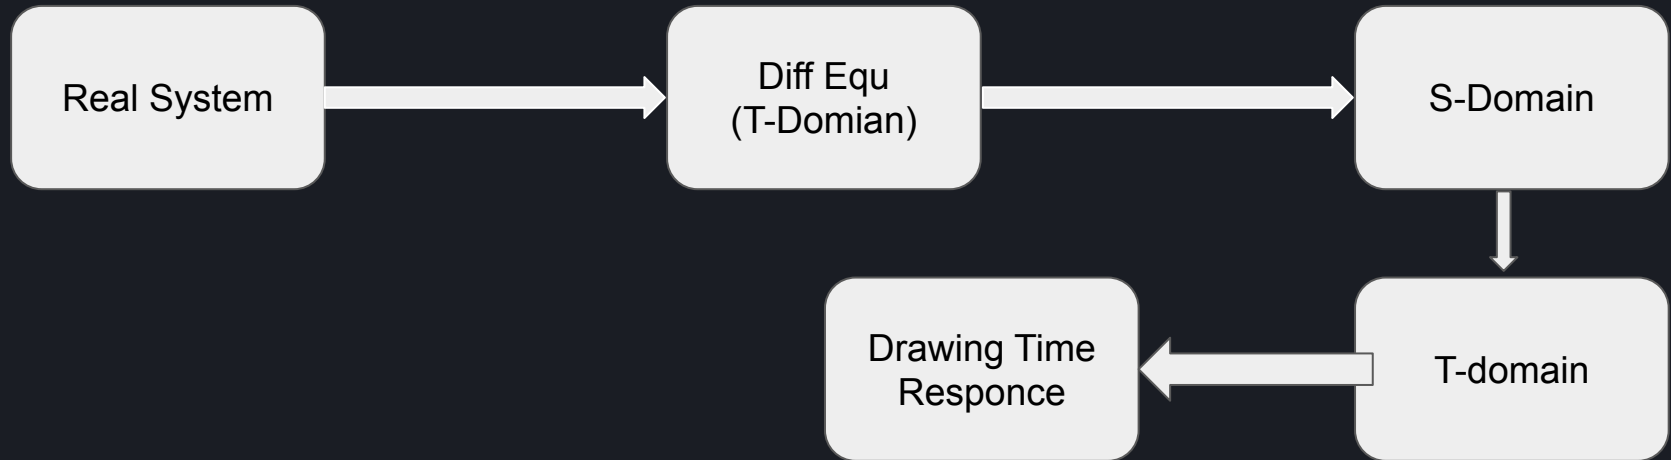 Real System
Diff Equ
(T-Domian)
S-Domain
Drawing Time
Responce
T-domain